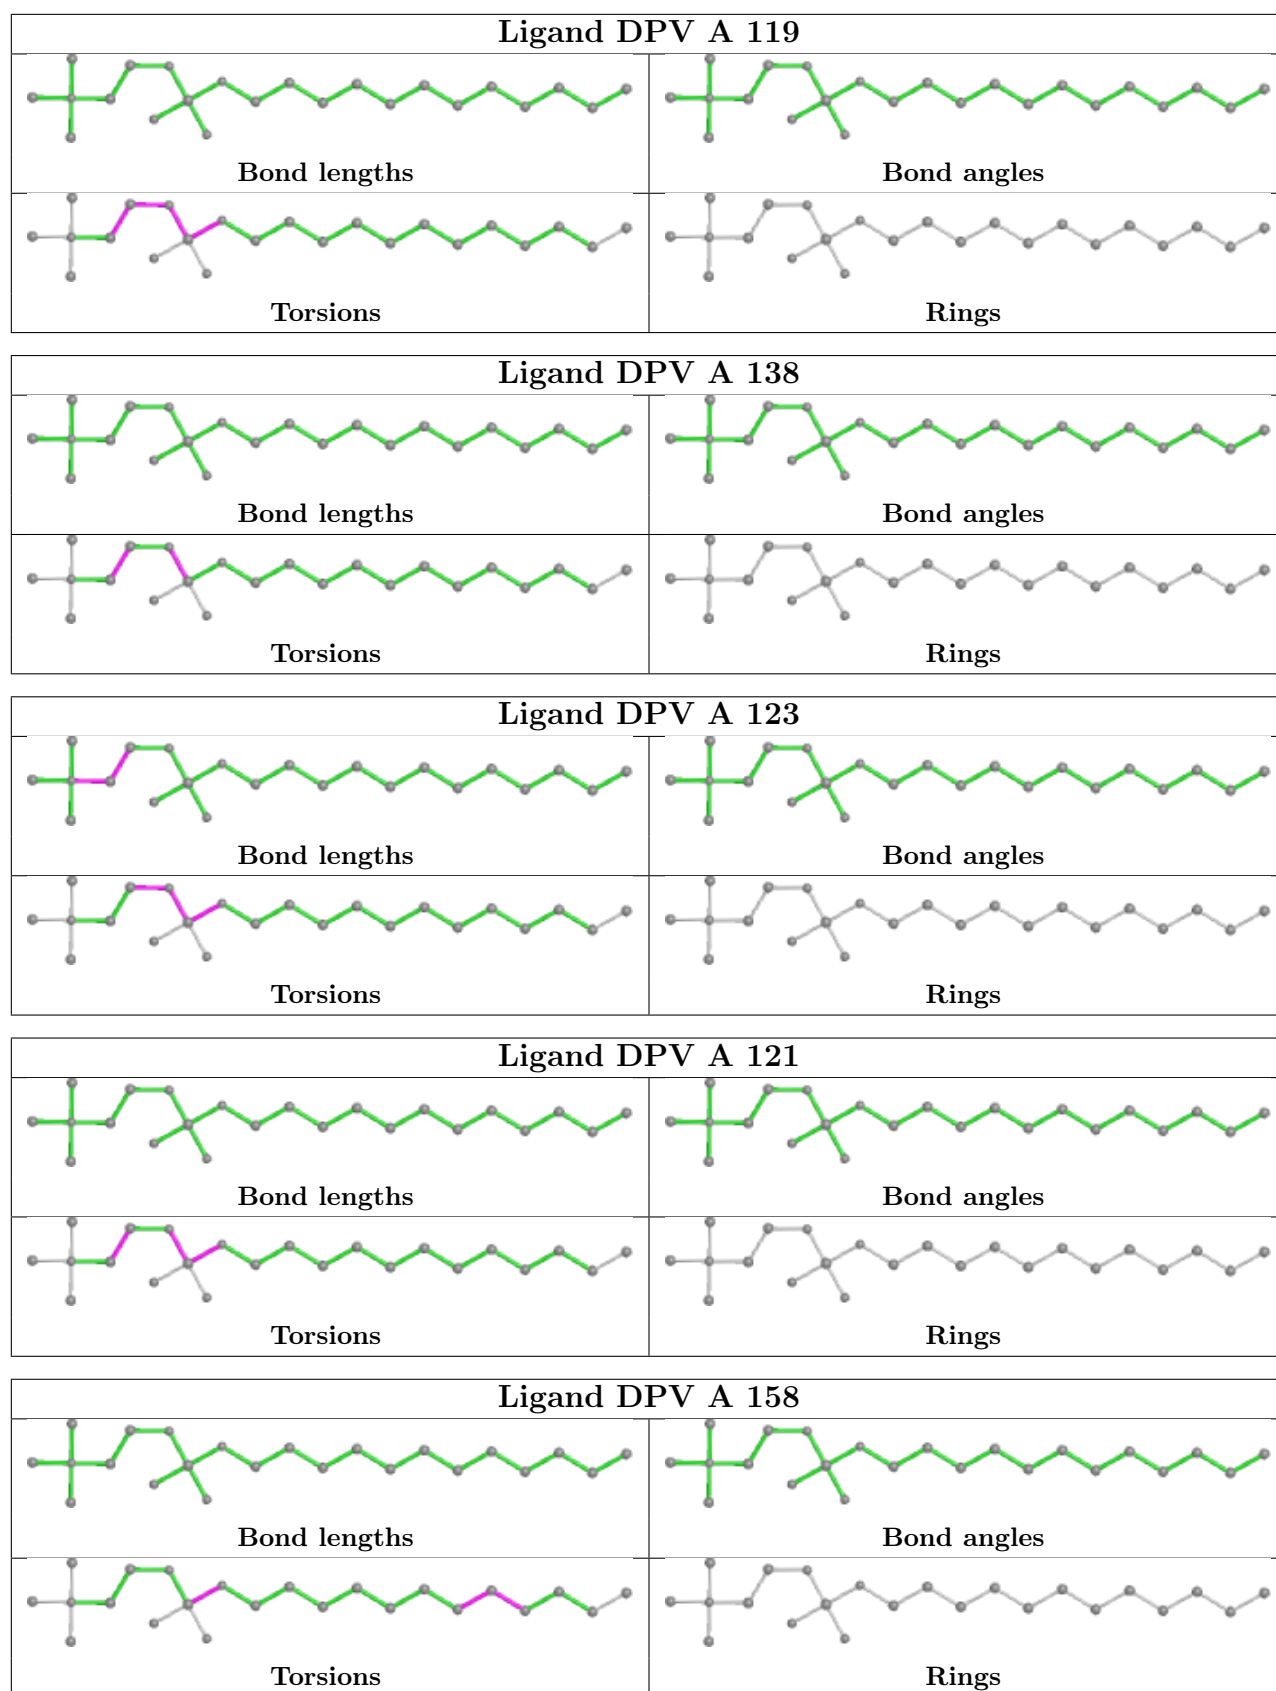 Ligand DPV A 119
Bond lengths
Bond angles
Torsions
Rings
Ligand DPV A 138
Bond lengths
Bond angles
Torsions
Rings
Ligand DPV A 123
Bond lengths
Bond angles
Torsions
Rings
Ligand DPV A 121
Bond lengths
Bond angles
Torsions
Rings
Ligand DPV A 158
Bond lengths
Bond angles
Torsions
Rings